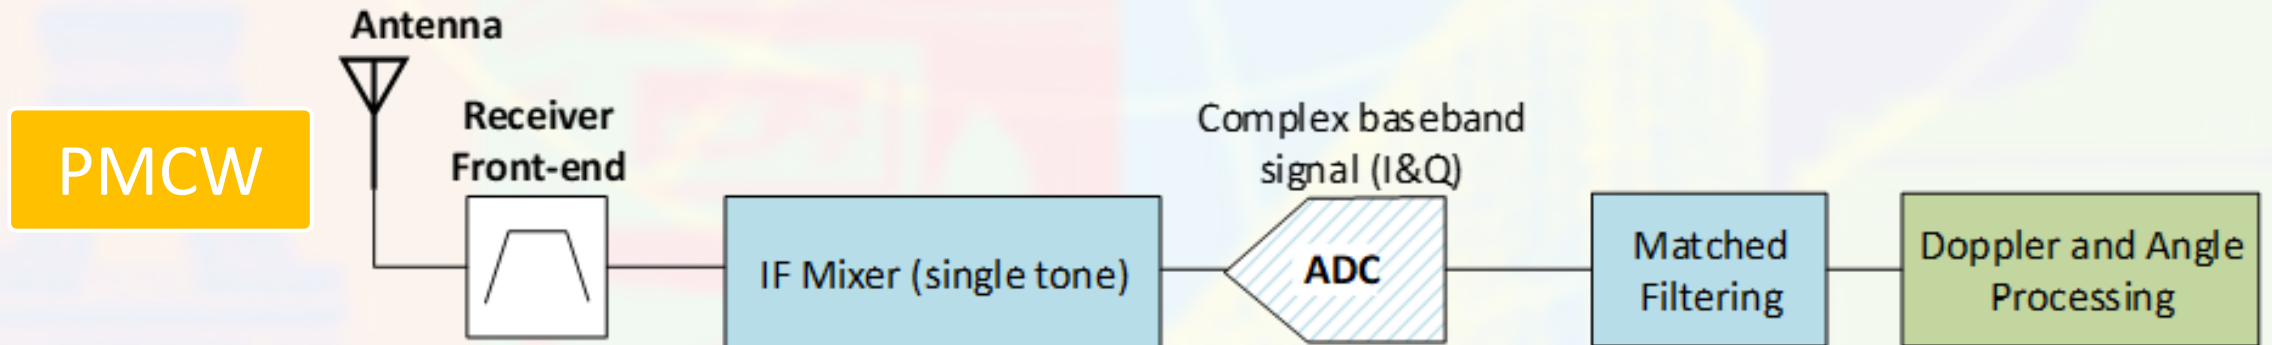 PMCW
Antenna
Receiver
Front-end
IF Mixer (single tone)
Complex baseband
signal (I&Q)
ADC
Matched
Filtering
Doppler and Angle
Processing